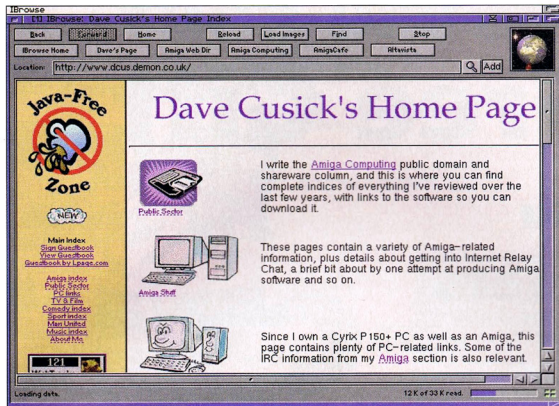 IBrowse
[1] IBrowse: Dave Cusick's Home Page Index
Back Forward Home Reload Load Images Find Stop
IBrowse Home Dave's Page Amiga Web Dir Amiga Computing AmigaCafe Altavista
Location: http://www.dcus.demon.co.uk/ Add
Java-Free
Zone
NEW
Main Index
Sign Guestbook
View Guestbook
Guestbook by Lpage.com
Amiga index
Public Sector
PC links
TV & Film
Comedy index
Sport index
Man United
Music index
About Me
121
Dave Cusick's Home Page
Public Sector
I write the Amiga Computing public domain and
shareware column, and this is where you can find
complete indices of everything I've reviewed over the
last few years, with links to the software so you can
download it.
Amiga Stuff
These pages contain a variety of Amiga-related
information, plus details about getting into Internet Relay
Chat, a brief bit about by one attempt at producing Amiga
software and so on.
Since I own a Cyrix P150+ PC as well as an Amiga, this
page contains plenty of PC-related links. Some of the
IRC information from my Amiga section is also relevant.
Loading data. 12 K of 33 K read.